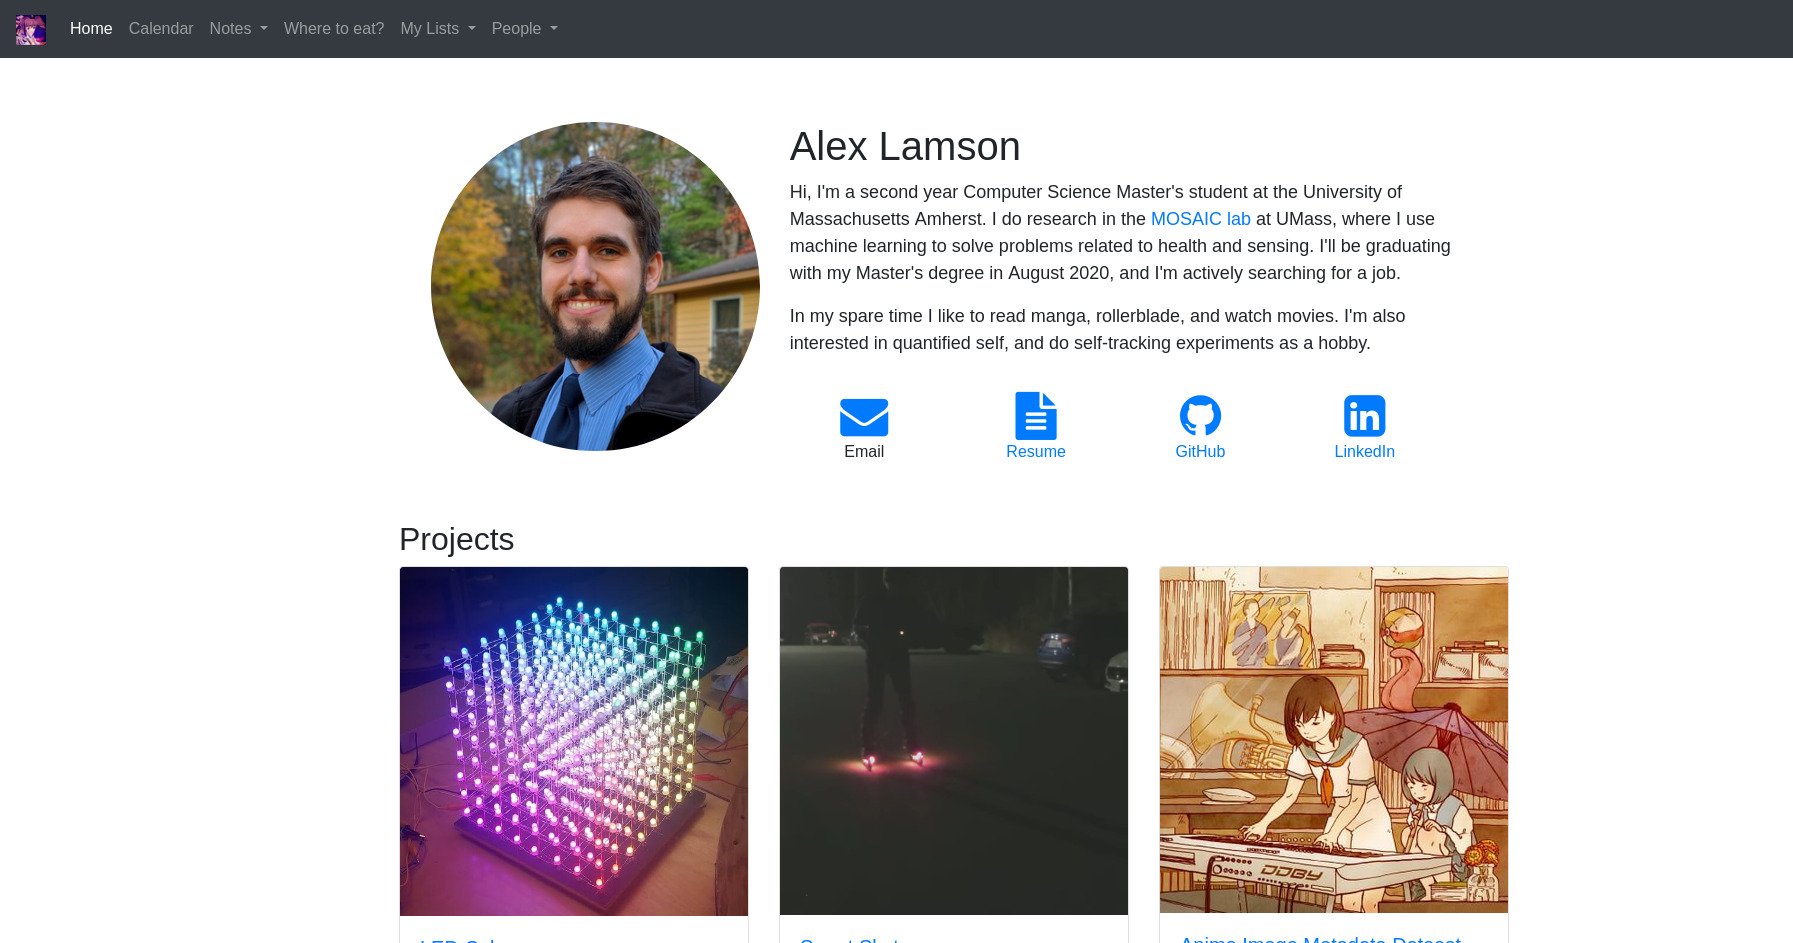 Home Calendar Notes Where to eat? My Lists People
Alex Lamson
Hi, I'm a second year Computer Science Master's student at the University of
Massachusetts Amherst. I do research in the MOSAIC lab at UMass, where I use
machine learning to solve problems related to health and sensing. I'll be graduating
with my Master's degree in August 2020, and I'm actively searching for a job.
In my spare time I like to read manga, rollerblade, and watch movies. I'm also
interested in quantified self, and do self-tracking experiments as a hobby.
Email Resume GitHub LinkedIn
Projects
DDBY
Anime Image Metadata Dataset